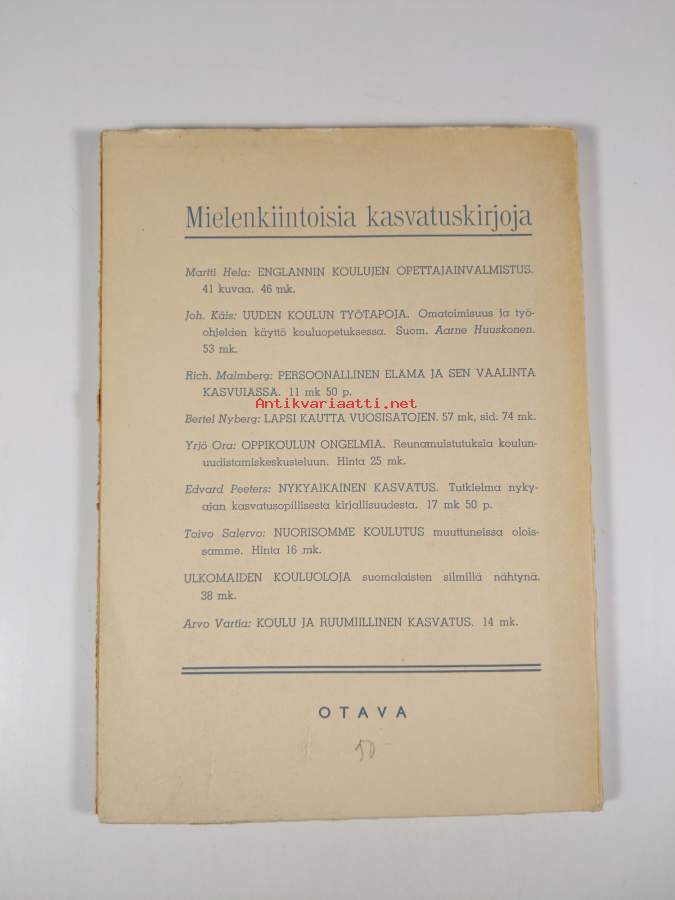 Mielenkiintoisia kasvatuskirjoja
Martti Hela: ENGLANNIN KOULUJEN OPETTAJAINVALMISTUS.
41 kuvaa. 46 mk.
Joh. Käis: UUDEN KOULUN TYÖTAPOJA. Omatoimisuus ja työ-
ohjeiden käyttö kouluopetuksessa. Suom. Aarne Huuskonen.
53 mk.
Rich. Malmberg: PERSOONALLINEN ELÄMÄ JA SEN VAALINTA
KASVUIÄSSÄ. 11 mk 50 p.
Antikvariaatti.net
Bertel Nyberg: LAPSI KAUTTA VUOSISATOJEN. 57 mk, sid. 74 mk.
Yrjö Ora: OPPIKOULUN ONGELMIA. Reunamuistutuksia koulun-
uudistamiskeskusteluun. Hinta 25 mk.
Edvard Peeters: NYKYAIKAINEN KASVATUS. Tutkielma nyky-
ajan kasvatusopillisesta kirjallisuudesta. 17 mk 50 p.
Toivo Salervo: NUORISOMME KOULUTUS muuttuneissa olois-
samme. Hinta 16 mk.
ULKOMAIDEN KOULUOLOJA suomalaisten silmillä nähtynä.
38 mk.
Arvo Vartia: KOULU JA RUUMIILLINEN KASVATUS. 14 mk.
OTAVA
50